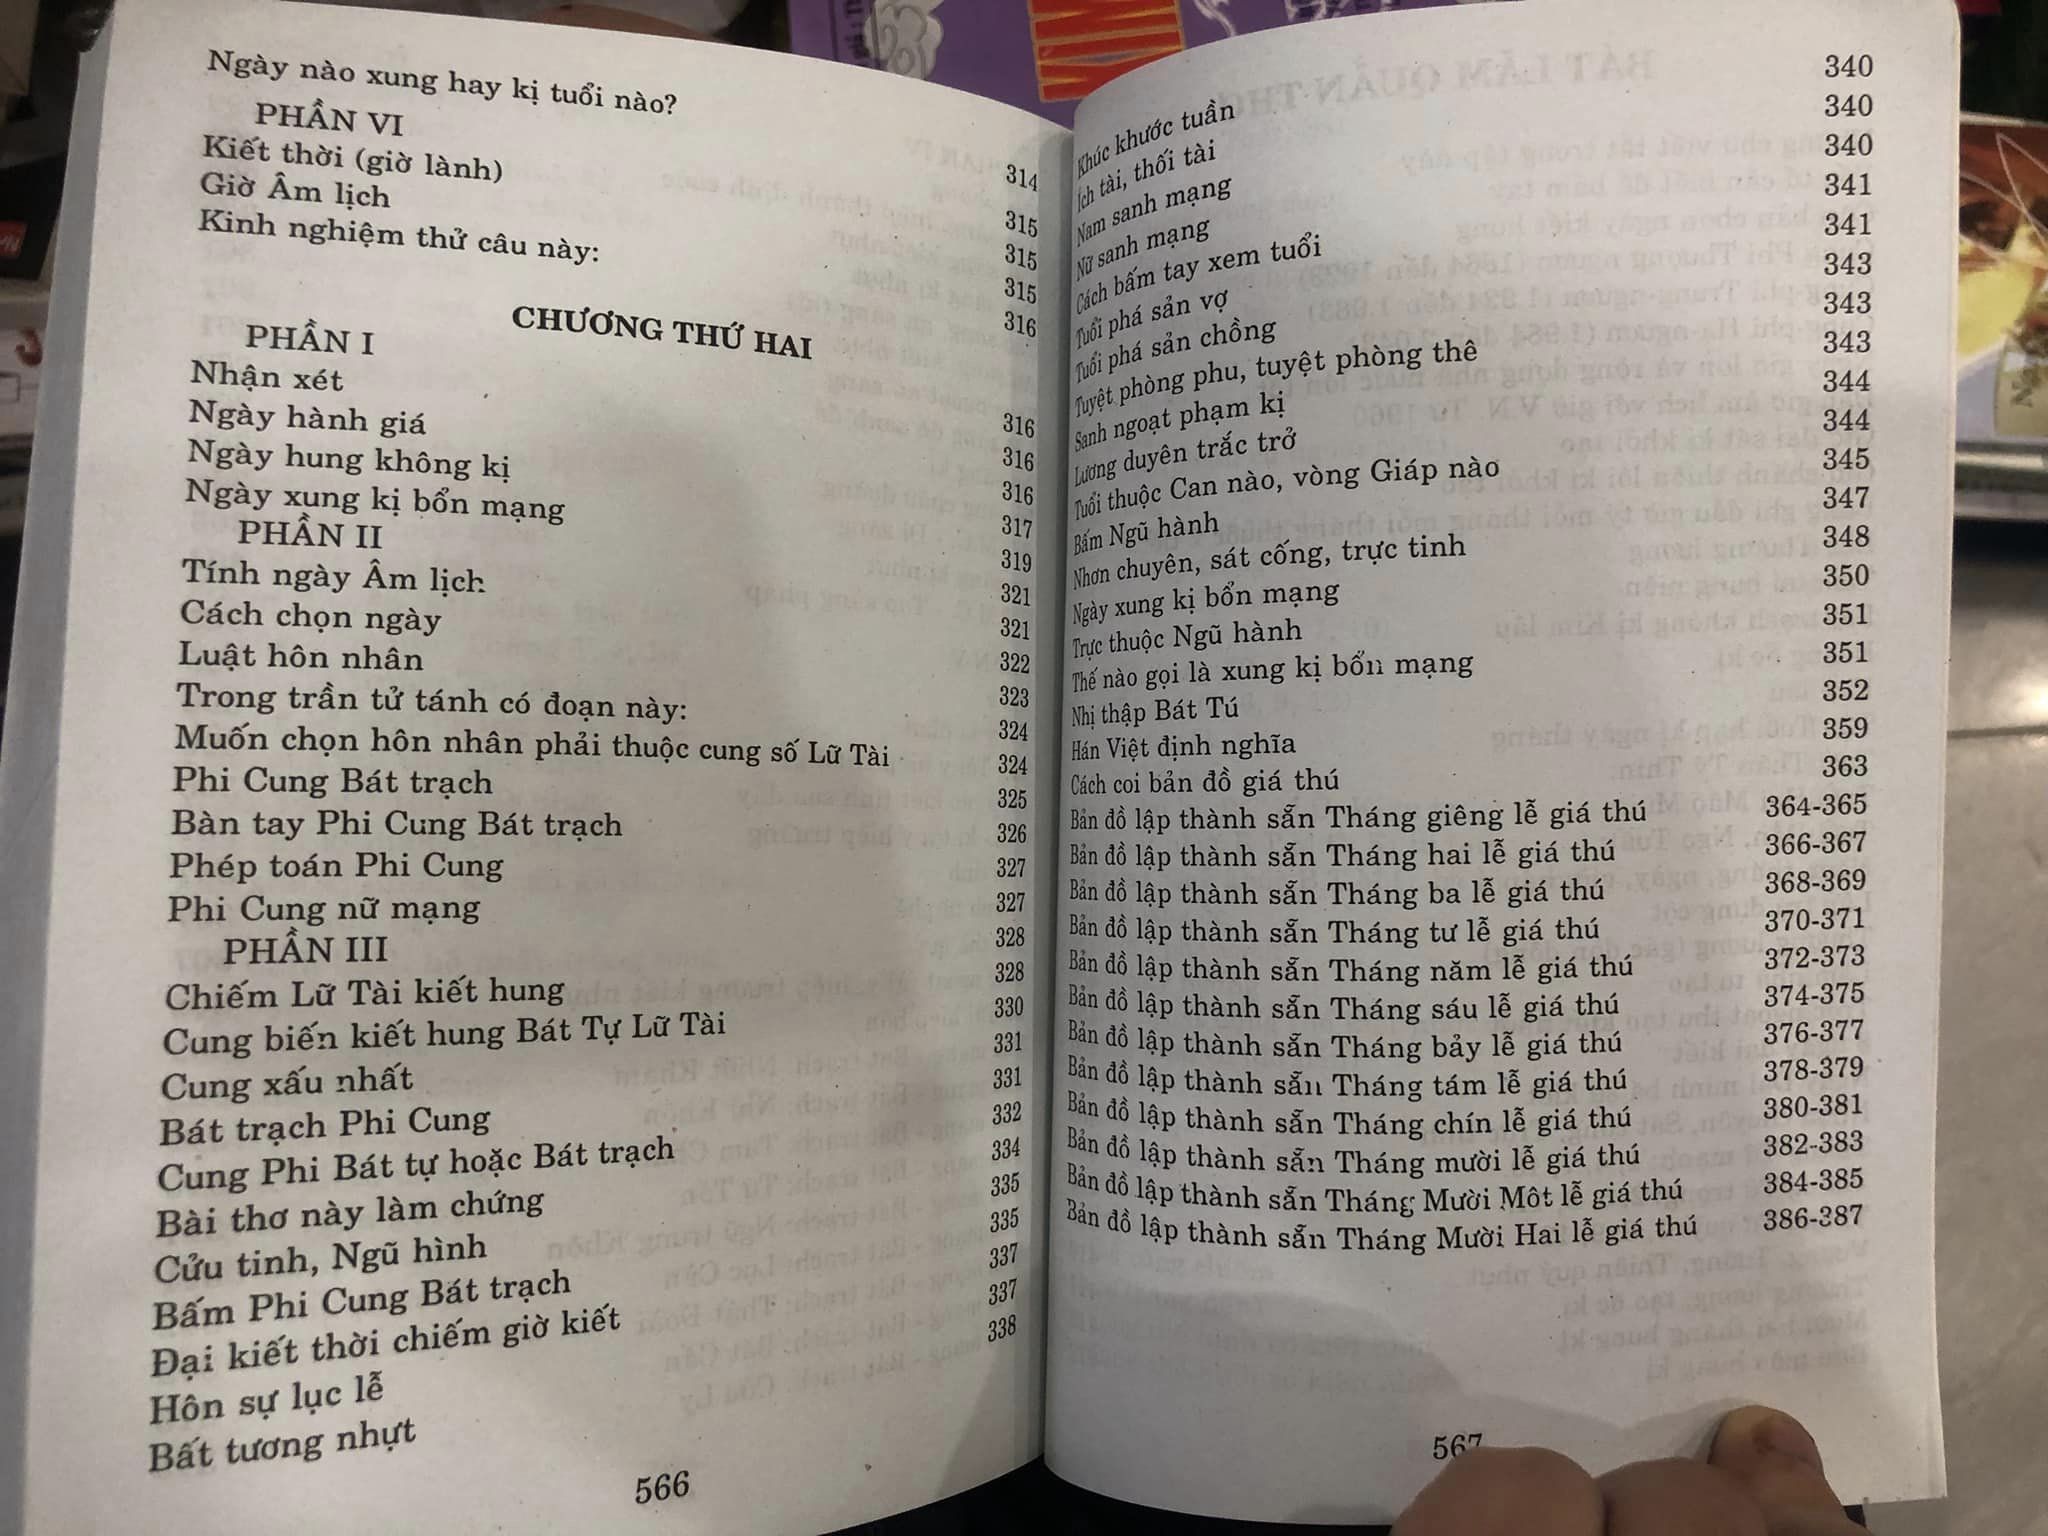 Ngày nào xung hay kị tuổi nào? 314
PHẦN VI 315
Kiết thời (giờ lành) 315
Giờ Âm lịch 315
Kinh nghiệm thử câu này: 316
CHƯƠNG THỨ HAI
PHẦN I 316
Nhận xét 316
Ngày hành giá 316
Ngày hung không kị 317
Ngày xung kị bổn mạng 319
PHẦN II 321
Tính ngày Âm lịch 321
Cách chọn ngày 322
Luật hôn nhân 323
Trong trần tử tánh có đoạn này: 324
Muốn chọn hôn nhân phải thuộc cung số Lữ Tài 324
Phi Cung Bát trạch 325
Bàn tay Phi Cung Bát trạch 326
Phép toán Phi Cung 327
Phi Cung nữ mạng 327
PHẦN III 328
Chiếm Lữ Tài kiết hung 328
Cung biến kiết hung Bát Tự Lữ Tài 330
Cung xấu nhất 331
Bát trạch Phi Cung 331
Cung Phi Bát tự hoặc Bát trạch 332
Bài thơ này làm chứng 334
Cửu tinh, Ngũ hình 335
Bấm Phi Cung Bát trạch 335
Đại kiết thời chiếm giờ kiết 337
Hôn sự lục lễ 337
Bất tương nhựt 338
566
Khúc khước tuần 340
Ích tài, thối tài 340
Nam sanh mạng 340
Nữ sanh mạng 341
Cách bấm tay xem tuổi 341
Tuổi phá sản vợ 343
Tuổi phá sản chồng 343
Tuyệt phòng phu, tuyệt phòng thê 343
Sanh ngoạt phạm kị 344
Lương duyên trắc trở 344
Tuổi thuộc Can nào, vòng Giáp nào 345
Bấm Ngũ hành 347
Nhơn chuyên, sát cống, trực tinh 348
Ngày xung kị bổn mạng 350
Trực thuộc Ngũ hành 351
Thế nào gọi là xung kị bổn mạng 351
Nhị thập Bát Tú 352
Hán Việt định nghĩa 359
Cách coi bản đồ giá thú 363
Bản đồ lập thành sẵn Tháng giêng lễ giá thú 364-365
Bản đồ lập thành sẵn Tháng hai lễ giá thú 366-367
Bản đồ lập thành sẵn Tháng ba lễ giá thú 368-369
Bản đồ lập thành sẵn Tháng tư lễ giá thú 370-371
Bản đồ lập thành sẵn Tháng năm lễ giá thú 372-373
Bản đồ lập thành sẵn Tháng sáu lễ giá thú 374-375
Bản đồ lập thành sẵn Tháng bảy lễ giá thú 376-377
Bản đồ lập thành sẵn Tháng tám lễ giá thú 378-379
Bản đồ lập thành sẵn Tháng chín lễ giá thú 380-381
Bản đồ lập thành sẵn Tháng mười lễ giá thú 382-383
Bản đồ lập thành sẵn Tháng Mười Môt lễ giá thú 384-385
Bản đồ lập thành sẵn Tháng Mười Hai lễ giá thú 386-387
567